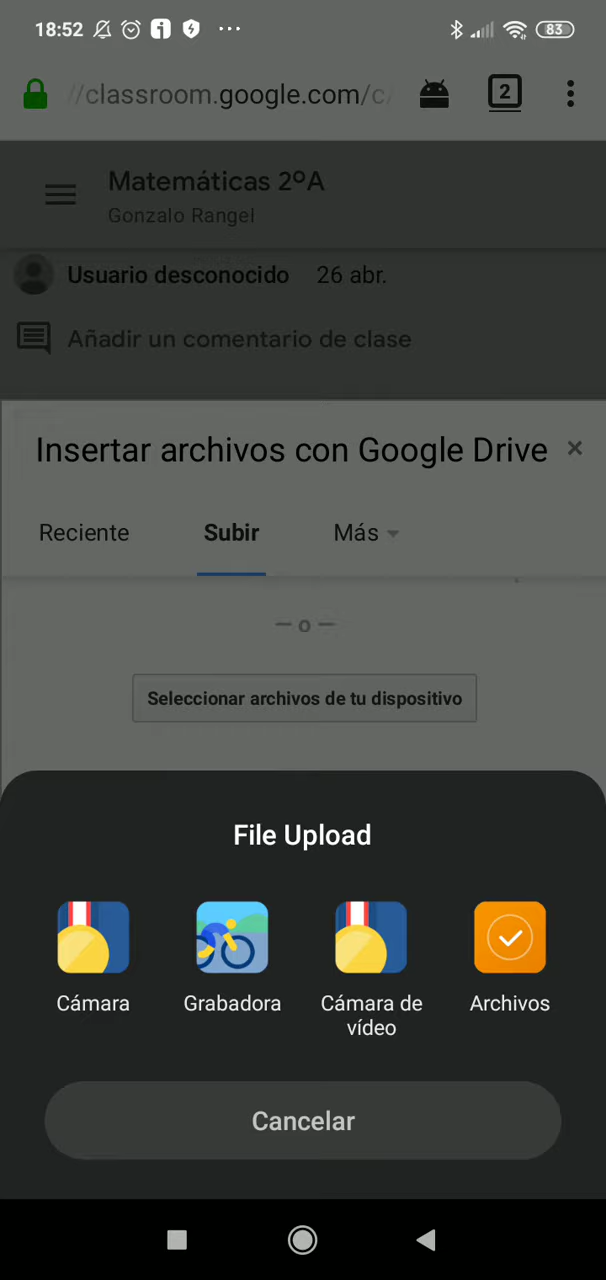 18:52
83
//classroom.google.com/c/
2
Matemáticas 2ºA
Gonzalo Rangel
Usuario desconocido 26 abr.
Añadir un comentario de clase
Insertar archivos con Google Drive ×
Reciente Subir Más
— o —
Seleccionar archivos de tu dispositivo
File Upload
Cámara Grabadora Cámara de vídeo Archivos
Cancelar